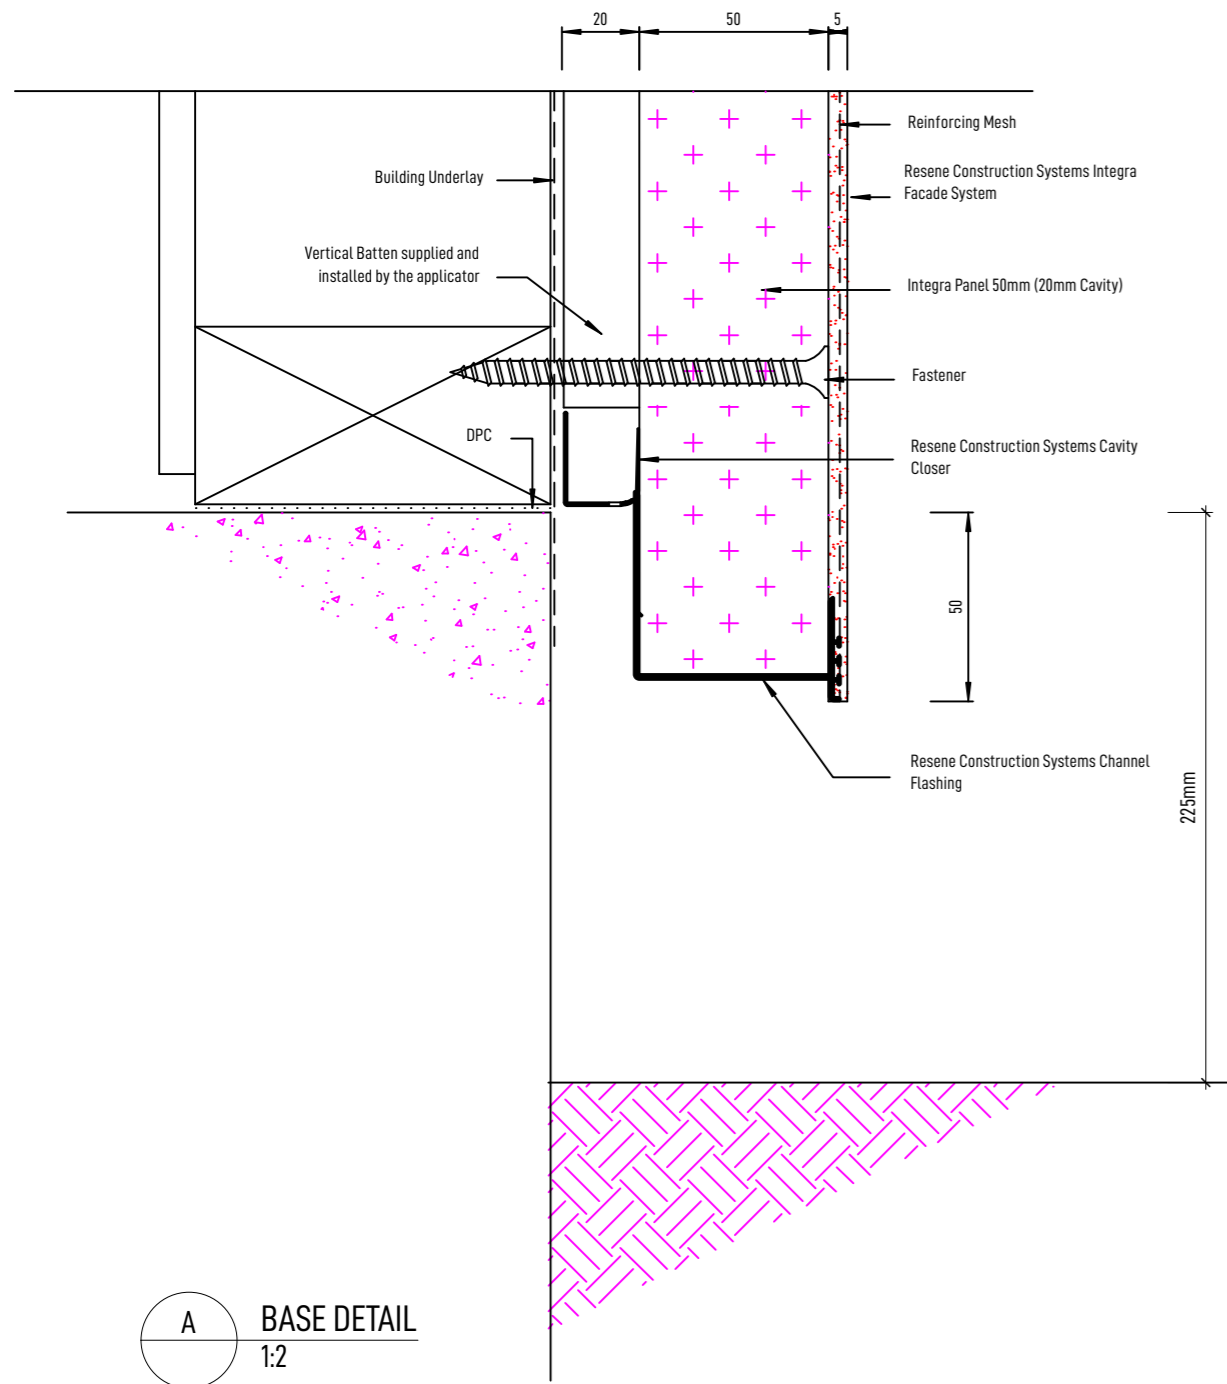 20
50
5
Reinforcing Mesh
Building Underlay
Resene Construction Systems Integra
Facade System
Vertical Batten supplied and
installed by the applicator
Integra Panel 50mm (20mm Cavity)
Fastener
DPC
Resene Construction Systems Cavity
Closer
50
Resene Construction Systems Channel
Flashing
225mm
A
BASE DETAIL
1:2